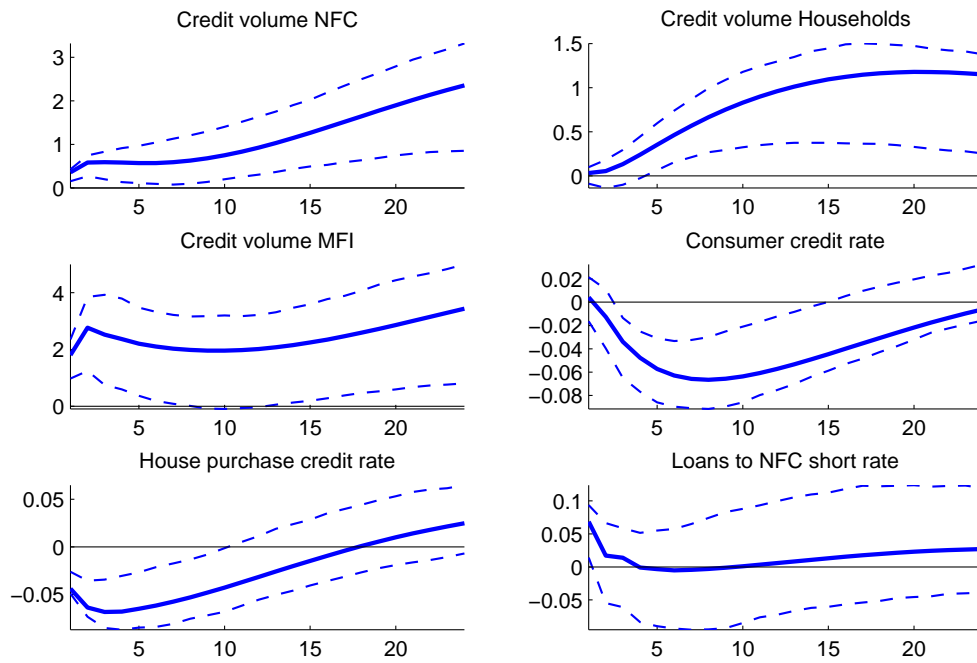 Credit volume NFC
3
2
1
0
5 10 15 20
Credit volume Households
1.5
1
0.5
0
5 10 15 20
Credit volume MFI
4
2
0
5 10 15 20
Consumer credit rate
0.02
0
−0.02
−0.04
−0.06
−0.08
5 10 15 20
House purchase credit rate
0.05
0
−0.05
5 10 15 20
Loans to NFC short rate
0.1
0.05
0
−0.05
5 10 15 20